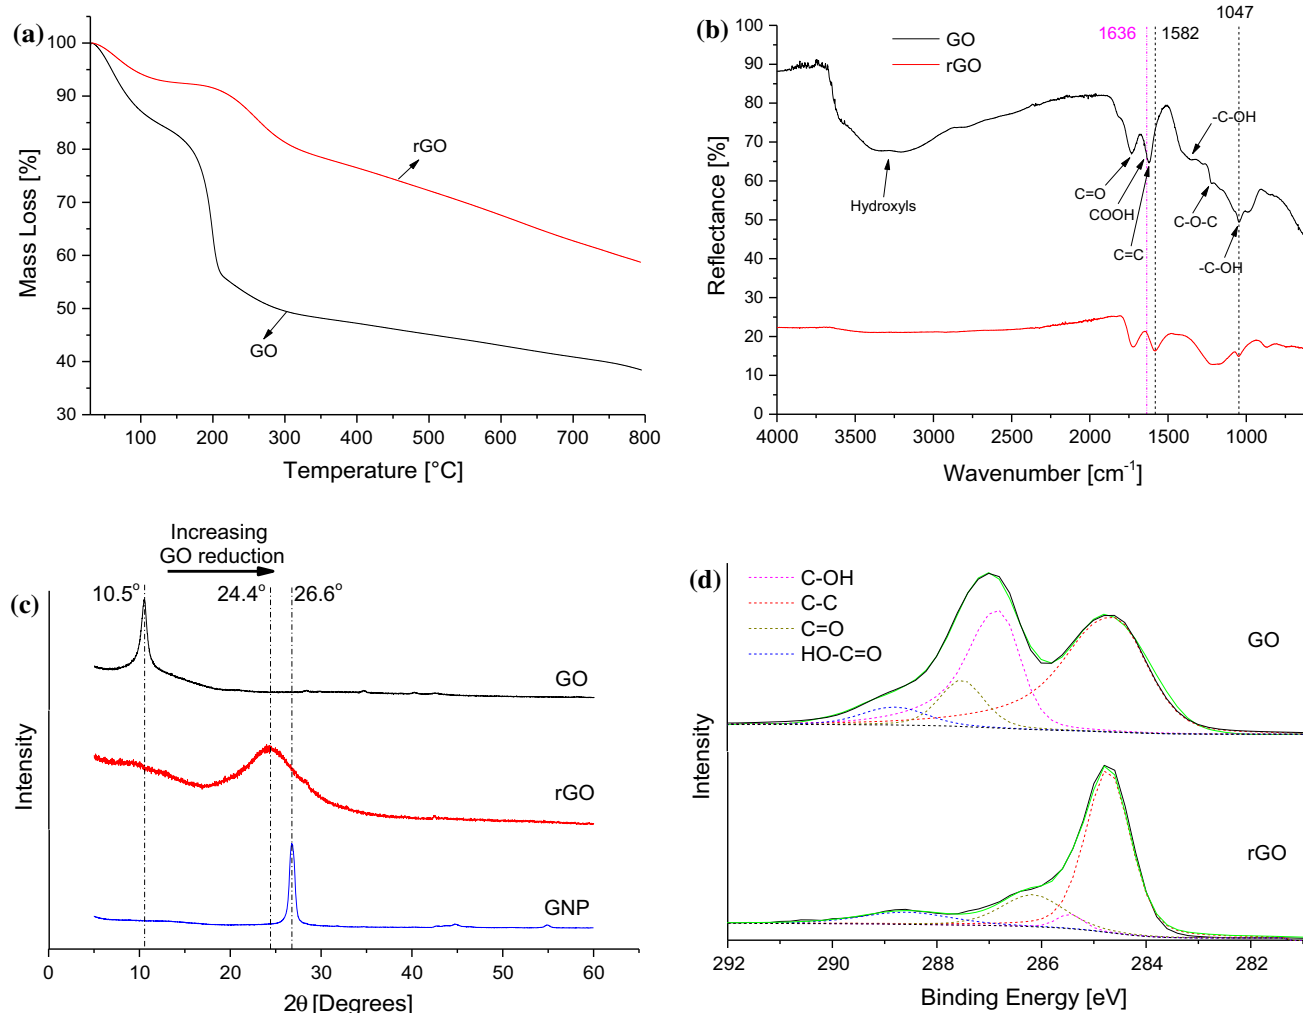 (a)
100
90
80
70
60
50
40
30
Mass Loss [%]
rGO
GO
100 200 300 400 500 600 700 800
Temperature [°C]
(b)
1047
1636
1582
GO
rGO
100
90
80
70
60
50
40
30
20
10
0
Reflectance [%]
Hydroxyls
C=O
COOH
C=C
-C-OH
C-O-C
-C-OH
4000 3500 3000 2500 2000 1500 1000
Wavenumber [cm⁻¹]
Increasing
GO reduction
(c)
10.5° 24.4° 26.6°
GO
rGO
GNP
Intensity
0 10 20 30 40 50 60
2θ [Degrees]
(d)
C-OH
C-C
C=O
HO-C=O
GO
rGO
Intensity
292 290 288 286 284 282
Binding Energy [eV]